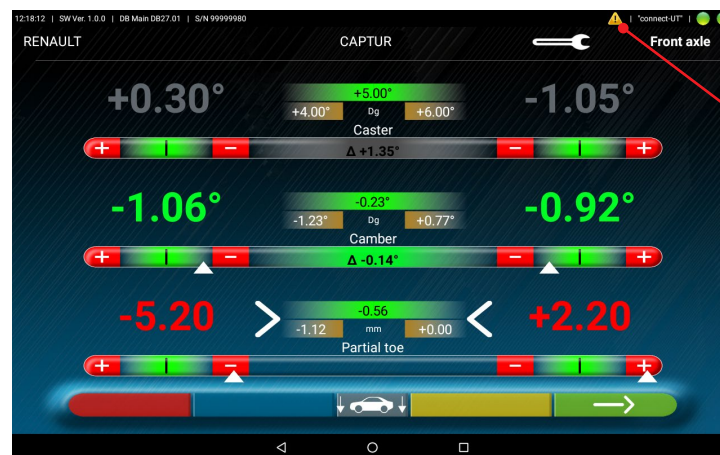 12:18:12 | SW Ver. 1.0.0 | DB Main DB27.01 | S/N 99999980 | "connect-UT" |
RENAULT CAPTUR Front axle
+0.30° +5.00° -1.05°
+4.00° Dg +6.00°
Caster
+ - Δ +1.35° - +
-1.06° -0.23° -0.92°
-1.23° Dg +0.77°
Camber
+ - Δ -0.14° - +
-5.20 -0.56 +2.20
-1.12 mm +0.00
Partial toe
+ - - +